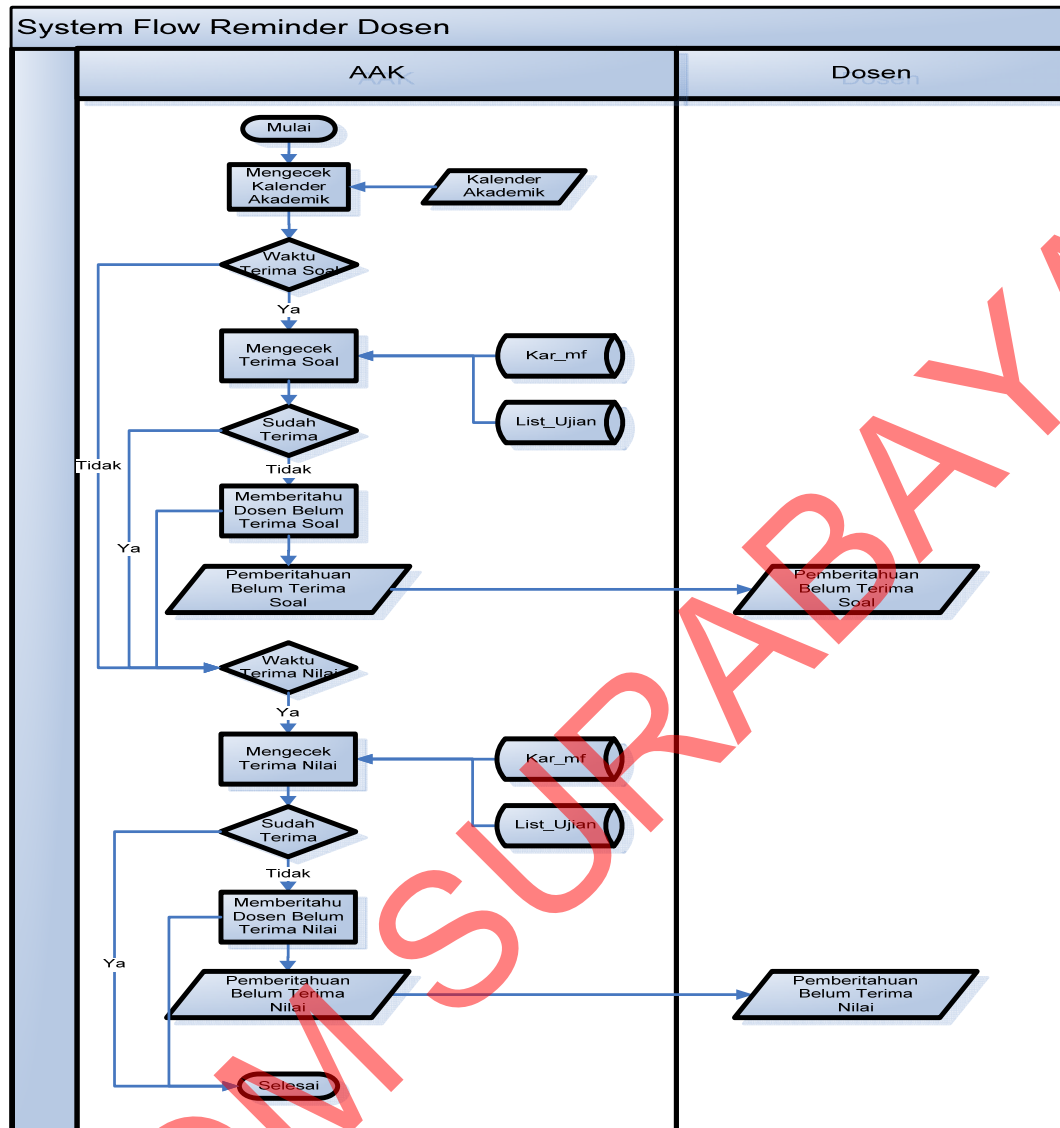 System Flow Reminder Dosen
AAK
Dosen
Mulai
Mengecek
Kalender
Akademik
Kalender
Akademik
Waktu
Terima Soal
Ya
Mengecek
Terima Soal
Kar_mf
List_Ujian
Sudah
Terima
Tidak
Tidak
Memberitahu
Dosen Belum
Terima Soal
Ya
Pemberitahuan
Belum Terima
Soal
Pemberitahuan
Belum Terima
Soal
Waktu
Terima Nilai
Ya
Mengecek
Terima Nilai
Kar_mf
List_Ujian
Sudah
Terima
Tidak
Memberitahu
Dosen Belum
Terima Nilai
Ya
Pemberitahuan
Belum Terima
Nilai
Pemberitahuan
Belum Terima
Nilai
Selesai
OM SURABAYA